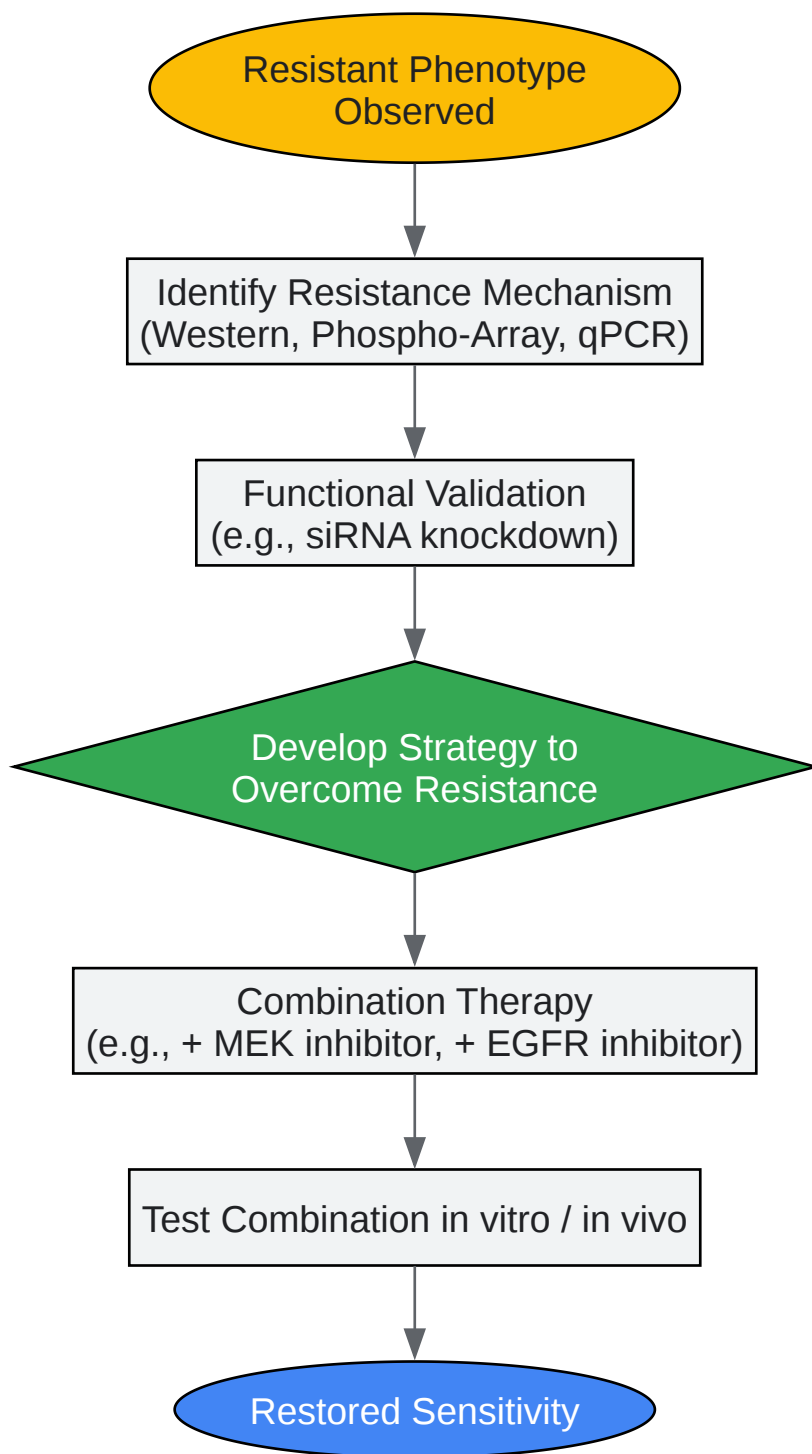 Resistant Phenotype
Observed
Identify Resistance Mechanism
(Western, Phospho-Array, qPCR)
Functional Validation
(e.g., siRNA knockdown)
Develop Strategy to
Overcome Resistance
Combination Therapy
(e.g., + MEK inhibitor, + EGFR inhibitor)
Test Combination in vitro / in vivo
Restored Sensitivity